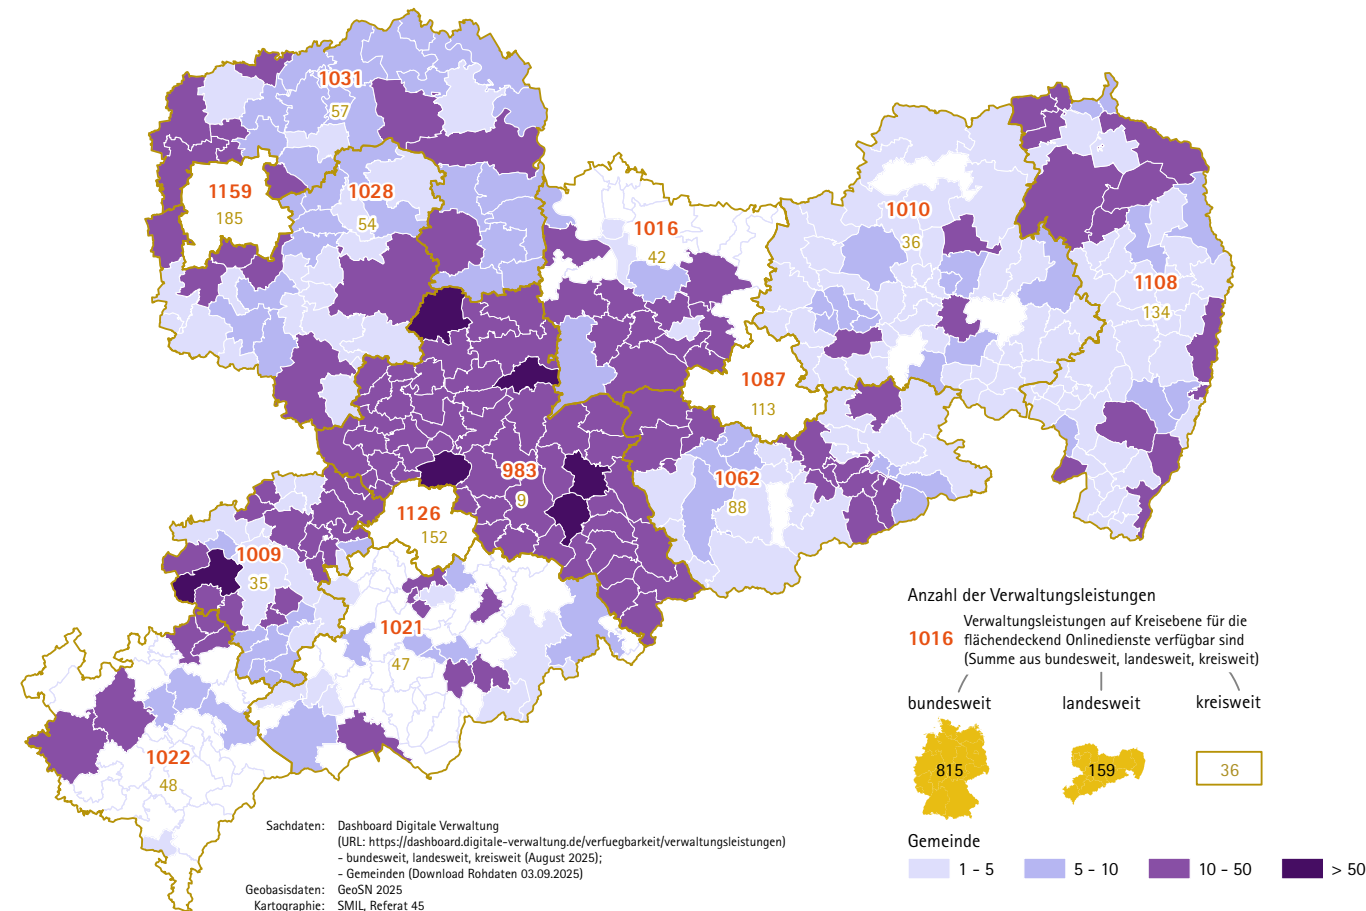 1031
57
1159
185
1028
54
1016
42
1010
36
1108
134
1087
113
983
9
1062
88
1126
152
1009
35
1021
47
1022
48
Anzahl der Verwaltungsleistungen
1016
Verwaltungsleistungen auf Kreisebene für die
flächendeckend Onlinedienste verfügbar sind
(Summe aus bundesweit, landesweit, kreisweit)
bundesweit landesweit kreisweit
815 159 36
Gemeinde
1 - 5 5 - 10 10 - 50 > 50
Sachdaten: Dashboard Digitale Verwaltung
(URL: https://dashboard.digitale-verwaltung.de/verfuegbarkeit/verwaltungsleistungen)
- bundesweit, landesweit, kreisweit (August 2025);
- Gemeinden (Download Rohdaten 03.09.2025)
Geobasisdaten: GeoSN 2025
Kartographie: SMIL, Referat 45